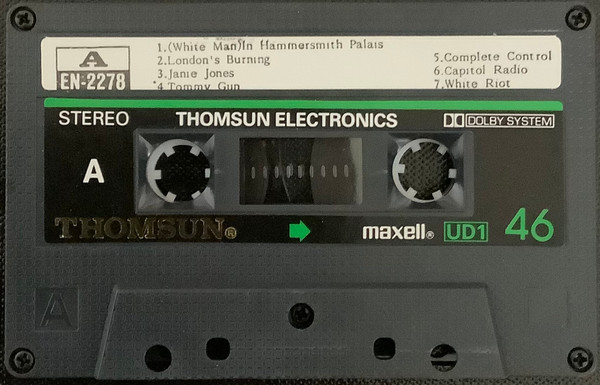 A
EN-2278
1.(White Man)In Hammersmith Palais
2.London's Burning
3.Janie Jones
4 Tommy Gun
5.Complete Control
6.Capitol Radio
7.White Riot
STEREO THOMSUN ELECTRONICS DOLBY SYSTEM
A
THOMSUN® maxell® UD1 46
A